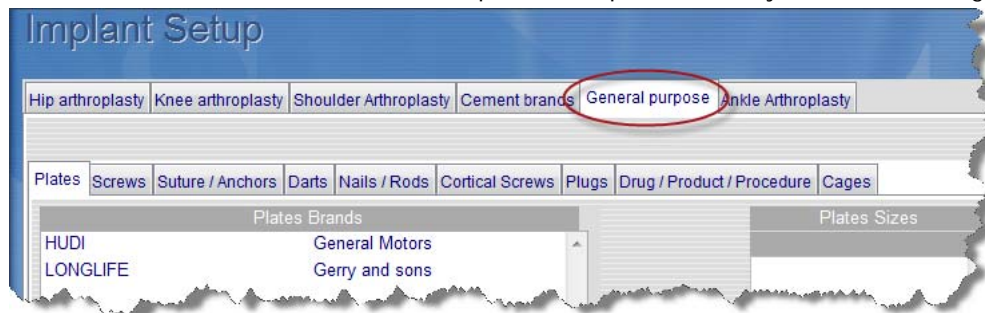 Implant Setup
Hip arthroplasty Knee arthroplasty Shoulder Arthroplasty Cement brands General purpose Ankle Arthroplasty
Plates Screws Suture / Anchors Darts Nails / Rods Cortical Screws Plugs Drug / Product / Procedure Cages
Plates Brands Plates Sizes
HUDI General Motors
LONGLIFE Gerry and sons